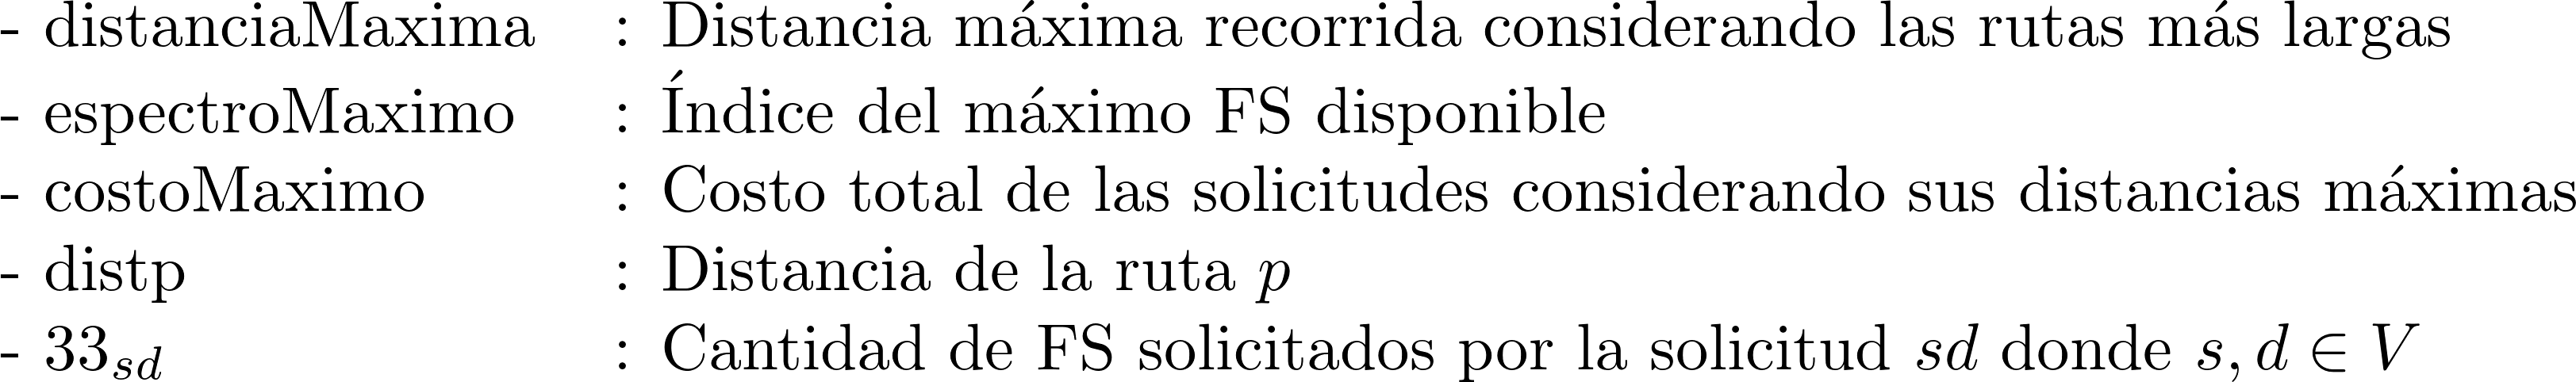 - distanciaMaxima : Distancia máxima recorrida considerando las rutas más largas
- espectroMaximo : Índice del máximo FS disponible
- costoMaximo : Costo total de las solicitudes considerando sus distancias máximas
- distp : Distancia de la ruta p
- 33_{sd} : Cantidad de FS solicitados por la solicitud sd donde s, d ∈ V